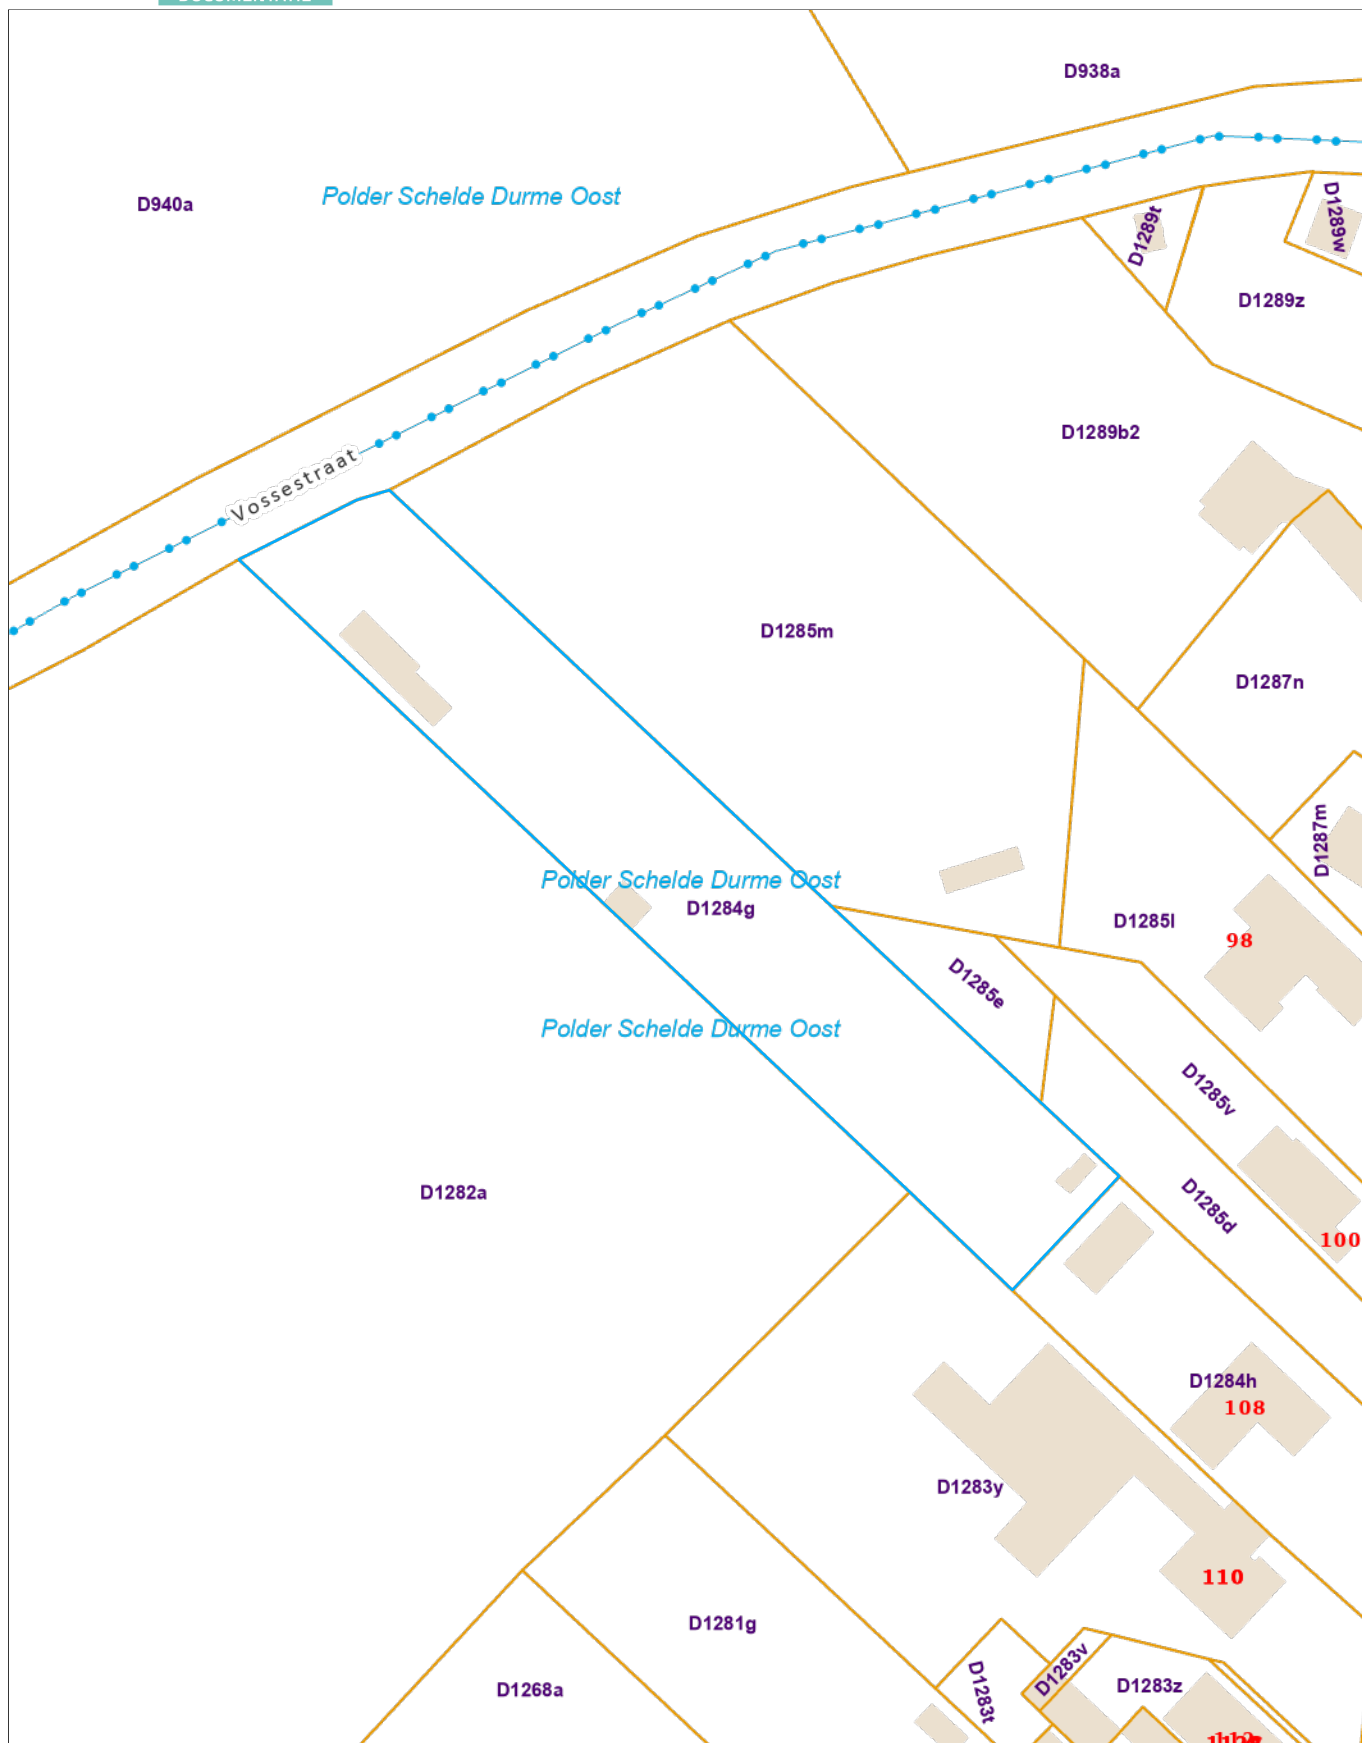 D938a
Polder Schelde Durme Oost
D940a
D1289t
D1289w
D1289z
D1289b2
Vossestraat
D1285m
D1287n
D1287m
Polder Schelde Durme Oost
D1284g
D1285l
98
D1285e
Polder Schelde Durme Oost
D1285v
D1282a
D1285d
100
D1284h
108
D1283y
110
D1281g
D1283v
D1283z
D1283t
D1268a